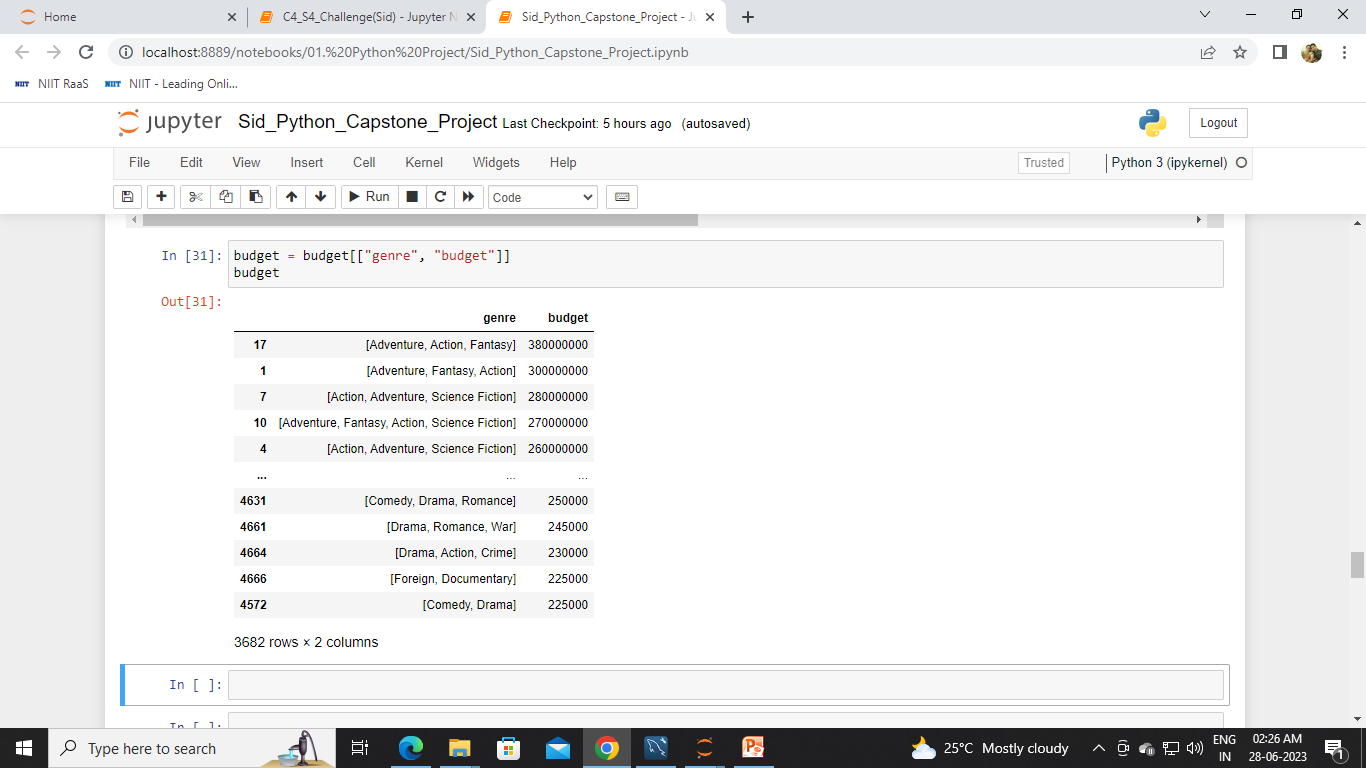 Home
C4_S4_Challenge(Sid) - Jupyter N
Sid_Python_Capstone_Project - Ju
localhost:8889/notebooks/01.%20Python%20Project/Sid_Python_Capstone_Project.ipynb
NIIT NIIT RaaS NIIT NIIT - Leading Onli...
jupyter Sid_Python_Capstone_Project Last Checkpoint: 5 hours ago (autosaved)
Logout
File Edit View Insert Cell Kernel Widgets Help
Trusted
Python 3 (ipykernel)
Run
Code
In [31]: budget = budget[["genre", "budget"]]
budget
Out[31]:
genre budget
17 [Adventure, Action, Fantasy] 380000000
1 [Adventure, Fantasy, Action] 300000000
7 [Action, Adventure, Science Fiction] 280000000
10 [Adventure, Fantasy, Action, Science Fiction] 270000000
4 [Action, Adventure, Science Fiction] 260000000
... ... ...
4631 [Comedy, Drama, Romance] 250000
4661 [Drama, Romance, War] 245000
4664 [Drama, Action, Crime] 230000
4666 [Foreign, Documentary] 225000
4572 [Comedy, Drama] 225000
3682 rows × 2 columns
In [ ]:
In [ ]:
Type here to search
25°C Mostly cloudy
ENG
IN
02:26 AM
28-06-2023
1